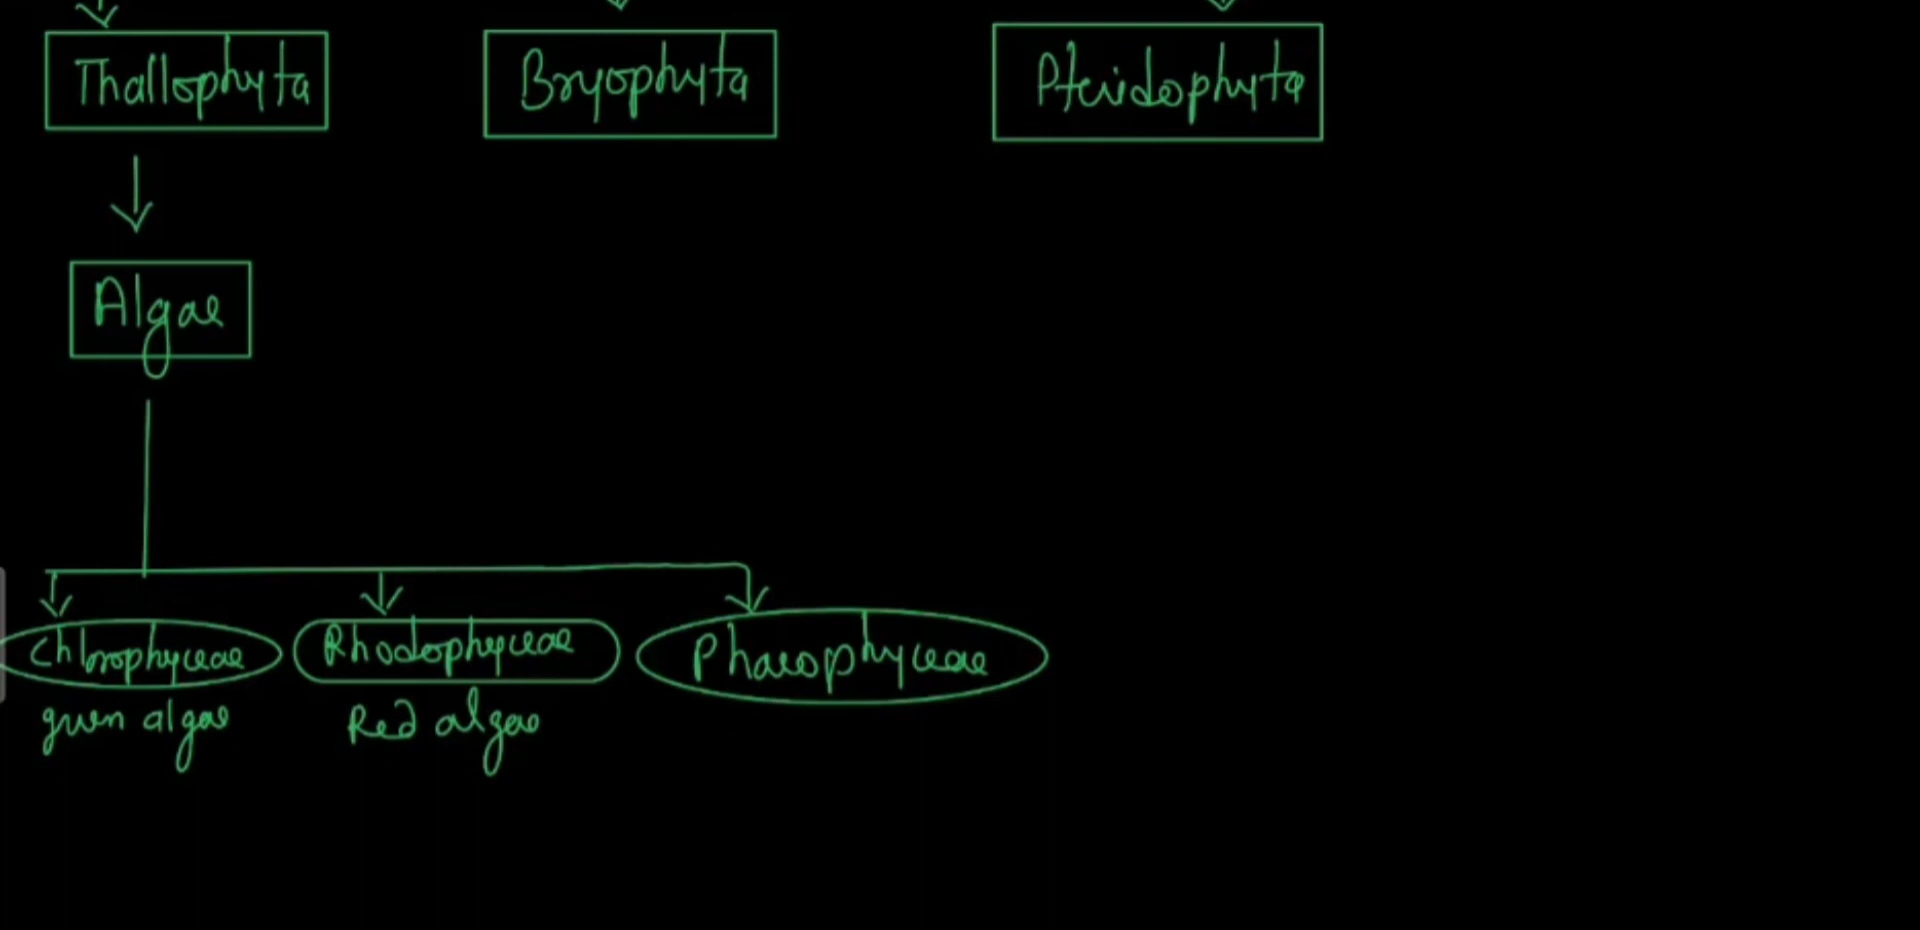 Thallophyta
Bryophyta
Pteridophyta
Algae
Chlorophyceae
Rhodophyceae
Phaeophyceae
green algae
Red algae